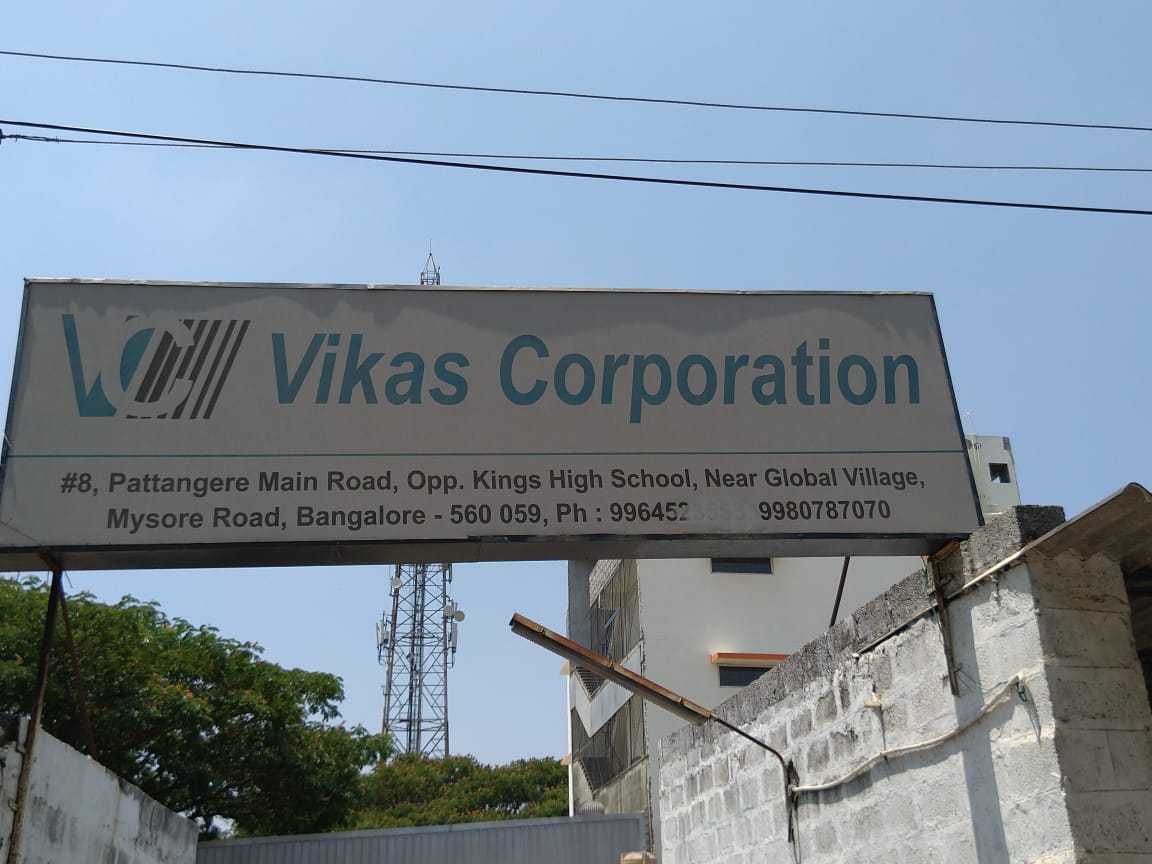 VC
Vikas Corporation
#8, Pattangere Main Road, Opp. Kings High School, Near Global Village,
Mysore Road, Bangalore - 560 059, Ph : 9980787070